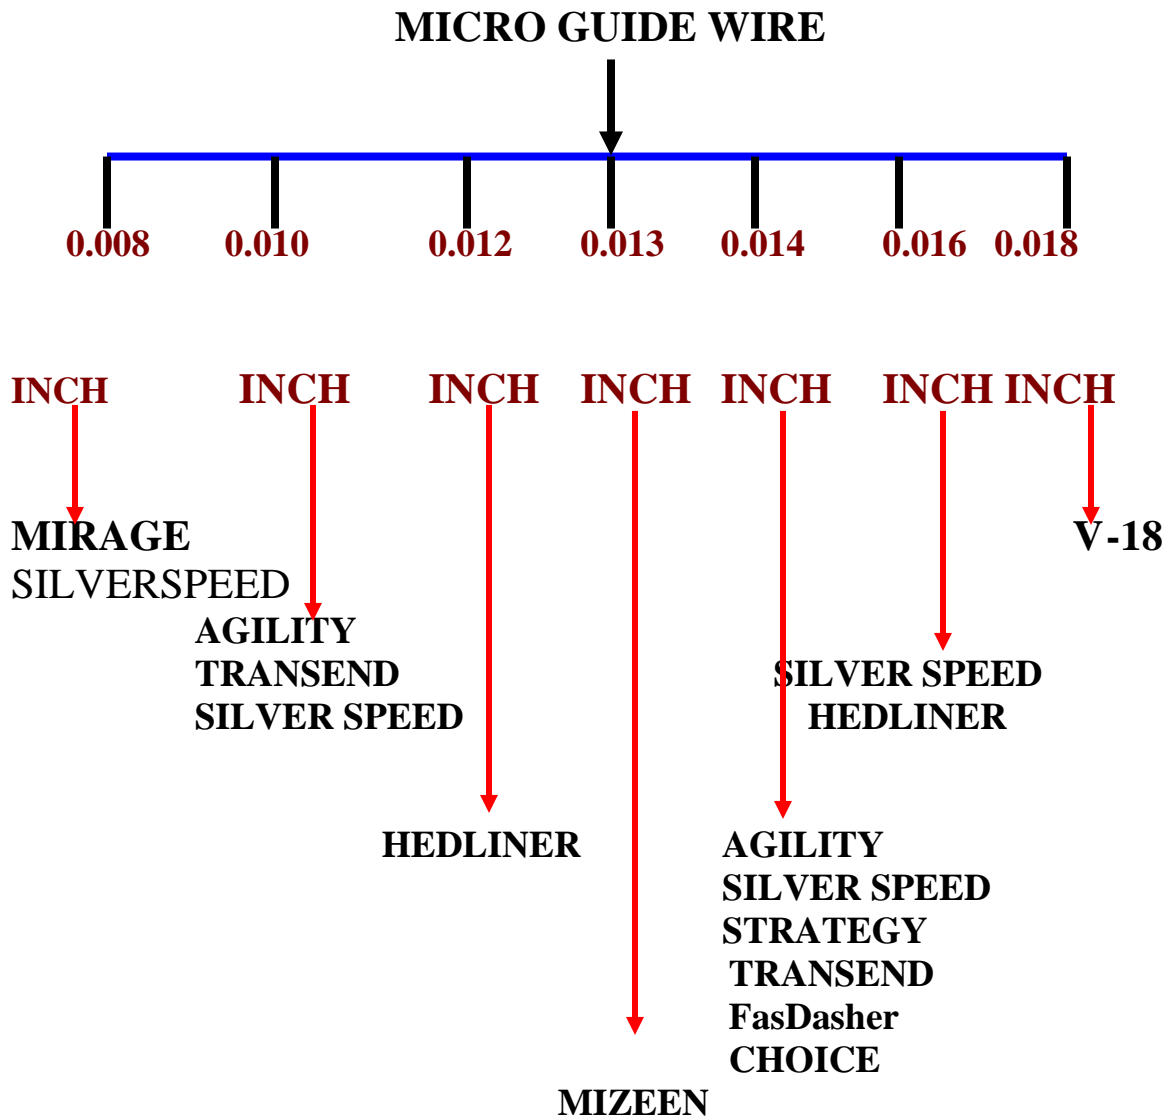 MICRO GUIDE WIRE
0.008 0.010 0.012 0.013 0.014 0.016 0.018
INCH INCH INCH INCH INCH INCH INCH
MIRAGE
SILVERSPEED
V-18
AGILITY
TRANSEND
SILVER SPEED
SILVER SPEED
HEDLINER
HEDLINER
AGILITY
SILVER SPEED
STRATEGY
TRANSEND
FasDasher
CHOICE
MIZEEN